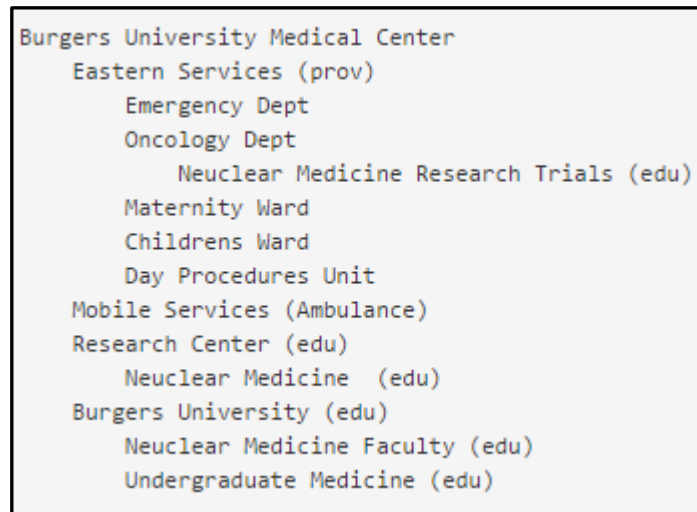 Burgers University Medical Center
    Eastern Services (prov)
        Emergency Dept
        Oncology Dept
            Neuclear Medicine Research Trials (edu)
        Maternity Ward
        Childrens Ward
        Day Procedures Unit
    Mobile Services (Ambulance)
    Research Center (edu)
        Neuclear Medicine  (edu)
    Burgers University (edu)
        Neuclear Medicine Faculty (edu)
        Undergraduate Medicine (edu)